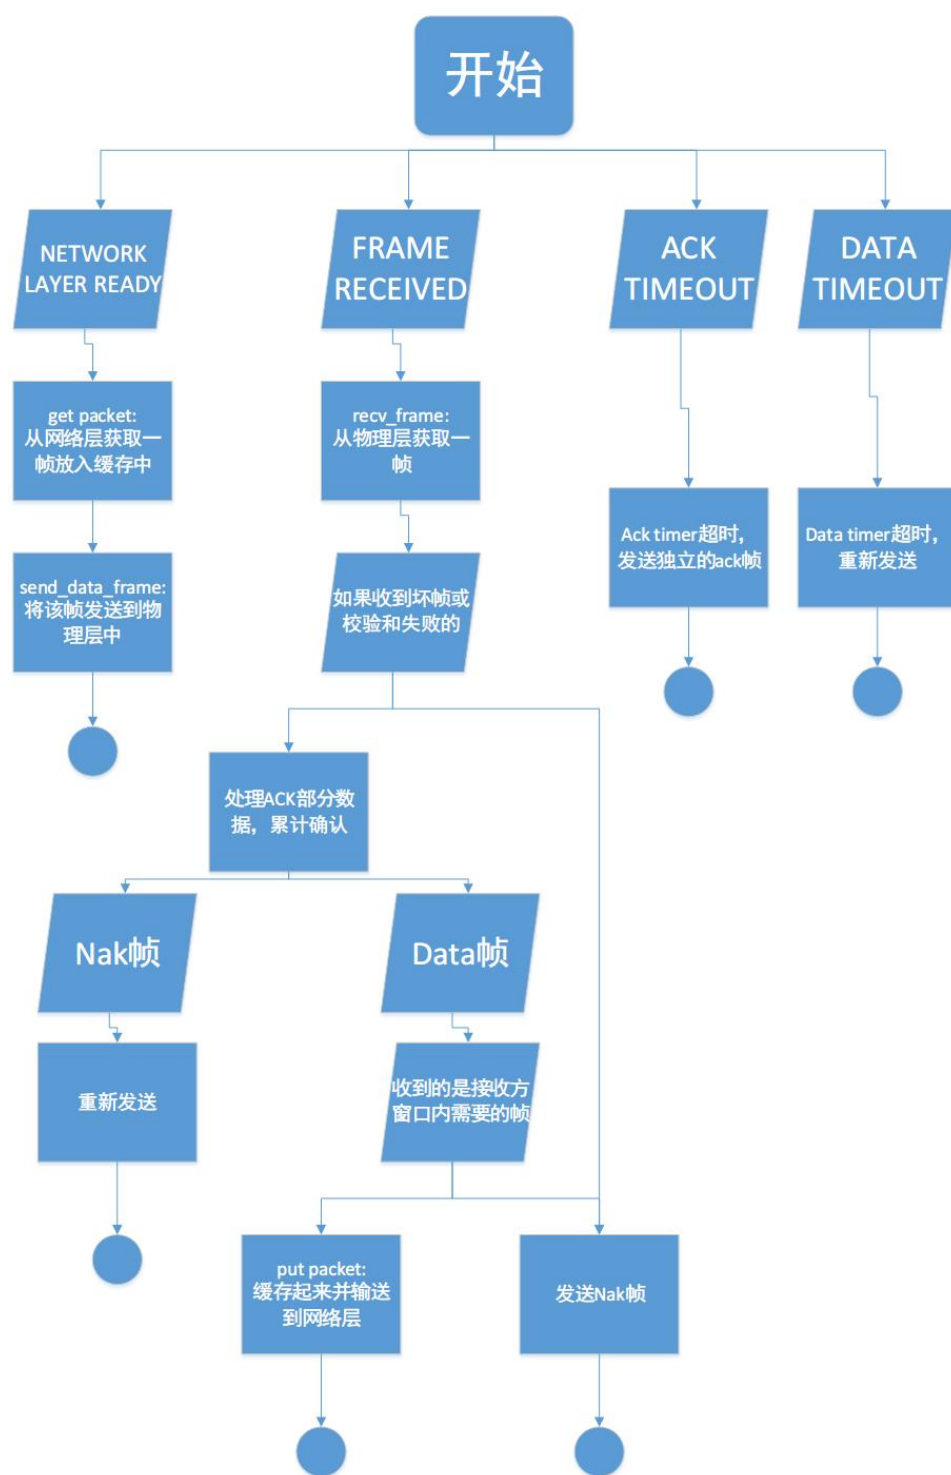 开始
NETWORK
LAYER READY
FRAME
RECEIVED
ACK
TIMEOUT
DATA
TIMEOUT
get packet:
从网络层获取一
帧放入缓存中
recv_frame:
从物理层获取一
帧
Ack timer超时,
发送独立的ack帧
Data timer超时,
重新发送
send_data_frame:
将该帧发送到物
理层中
如果收到坏帧或
校验和失败的
处理ACK部分数
据，累计确认
Nak帧
Data帧
重新发送
收到的是接收方
窗口内需要的帧
put packet:
缓存起来并输送
到网络层
发送Nak帧